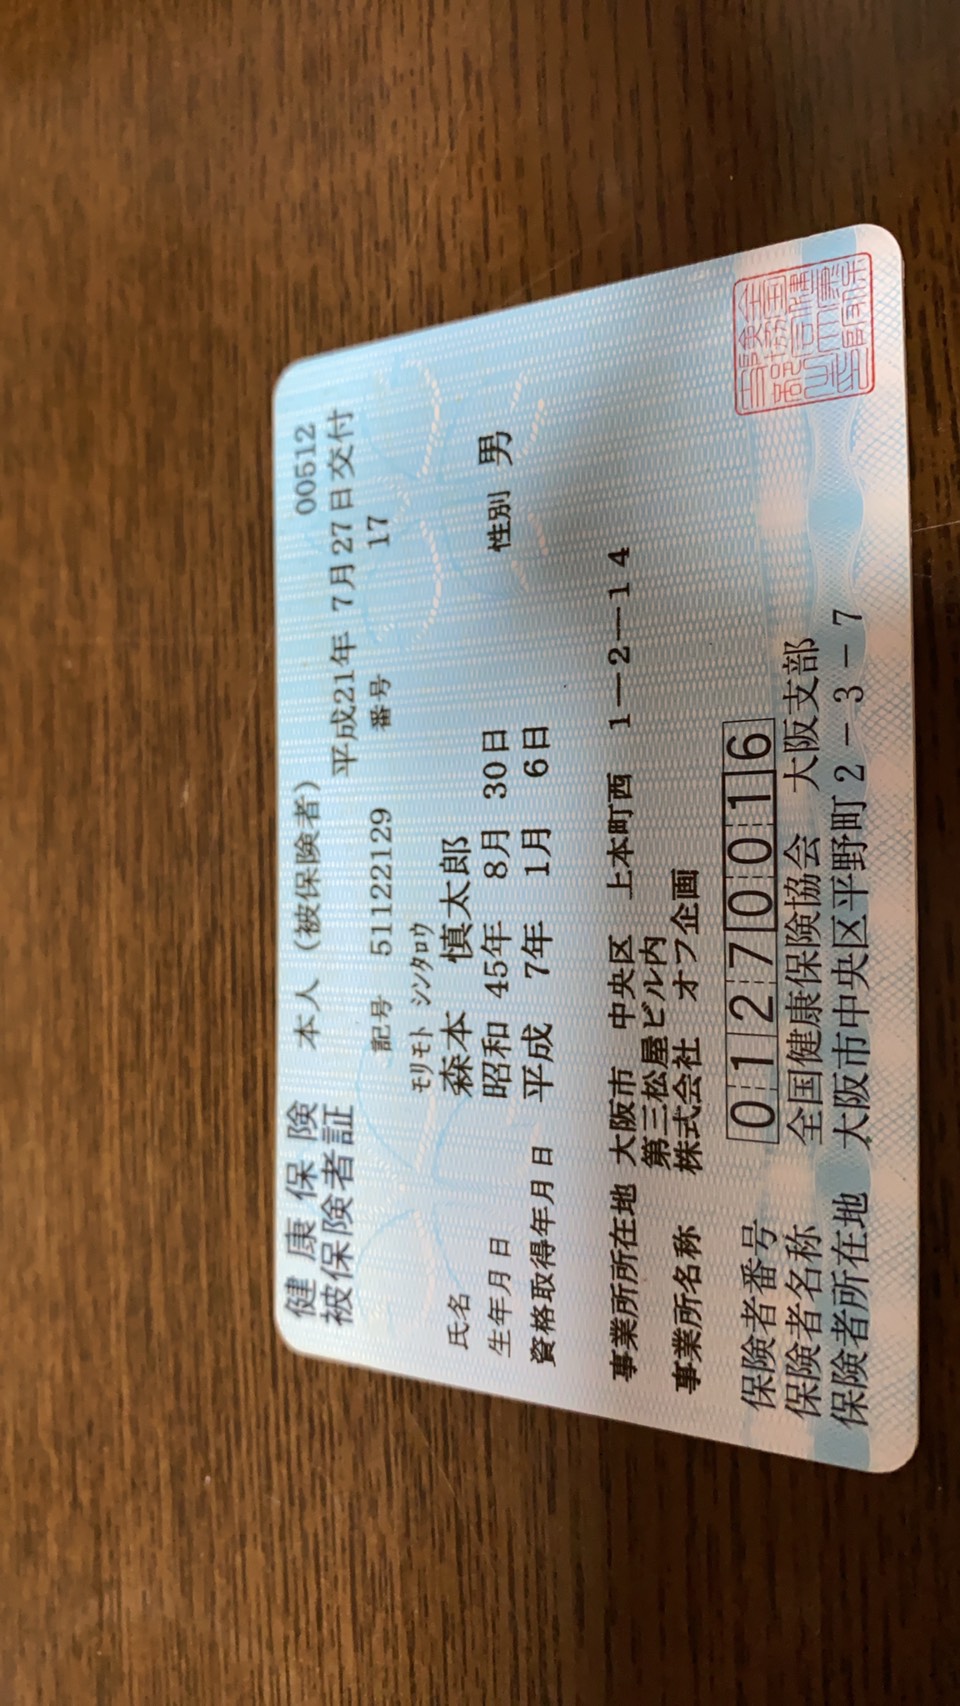 健康保険 本人（被保険者） 00512
被保険者証 平成21年 7月27日交付
記号 51122129 番号 17
モリモト シンタロウ
氏名 森本 慎太郎
生年月日 昭和 45年 8月 30日 性別 男
資格取得年月日 平成 7年 1月 6日
事業所所在地 大阪市 中央区 上本町西 1－2－14
第三松屋ビル内
事業所名称 株式会社 オフ企画
保険者番号 01270016
保険者名称 全国健康保険協会 大阪支部
保険者所在地 大阪市中央区平野町2－3－7